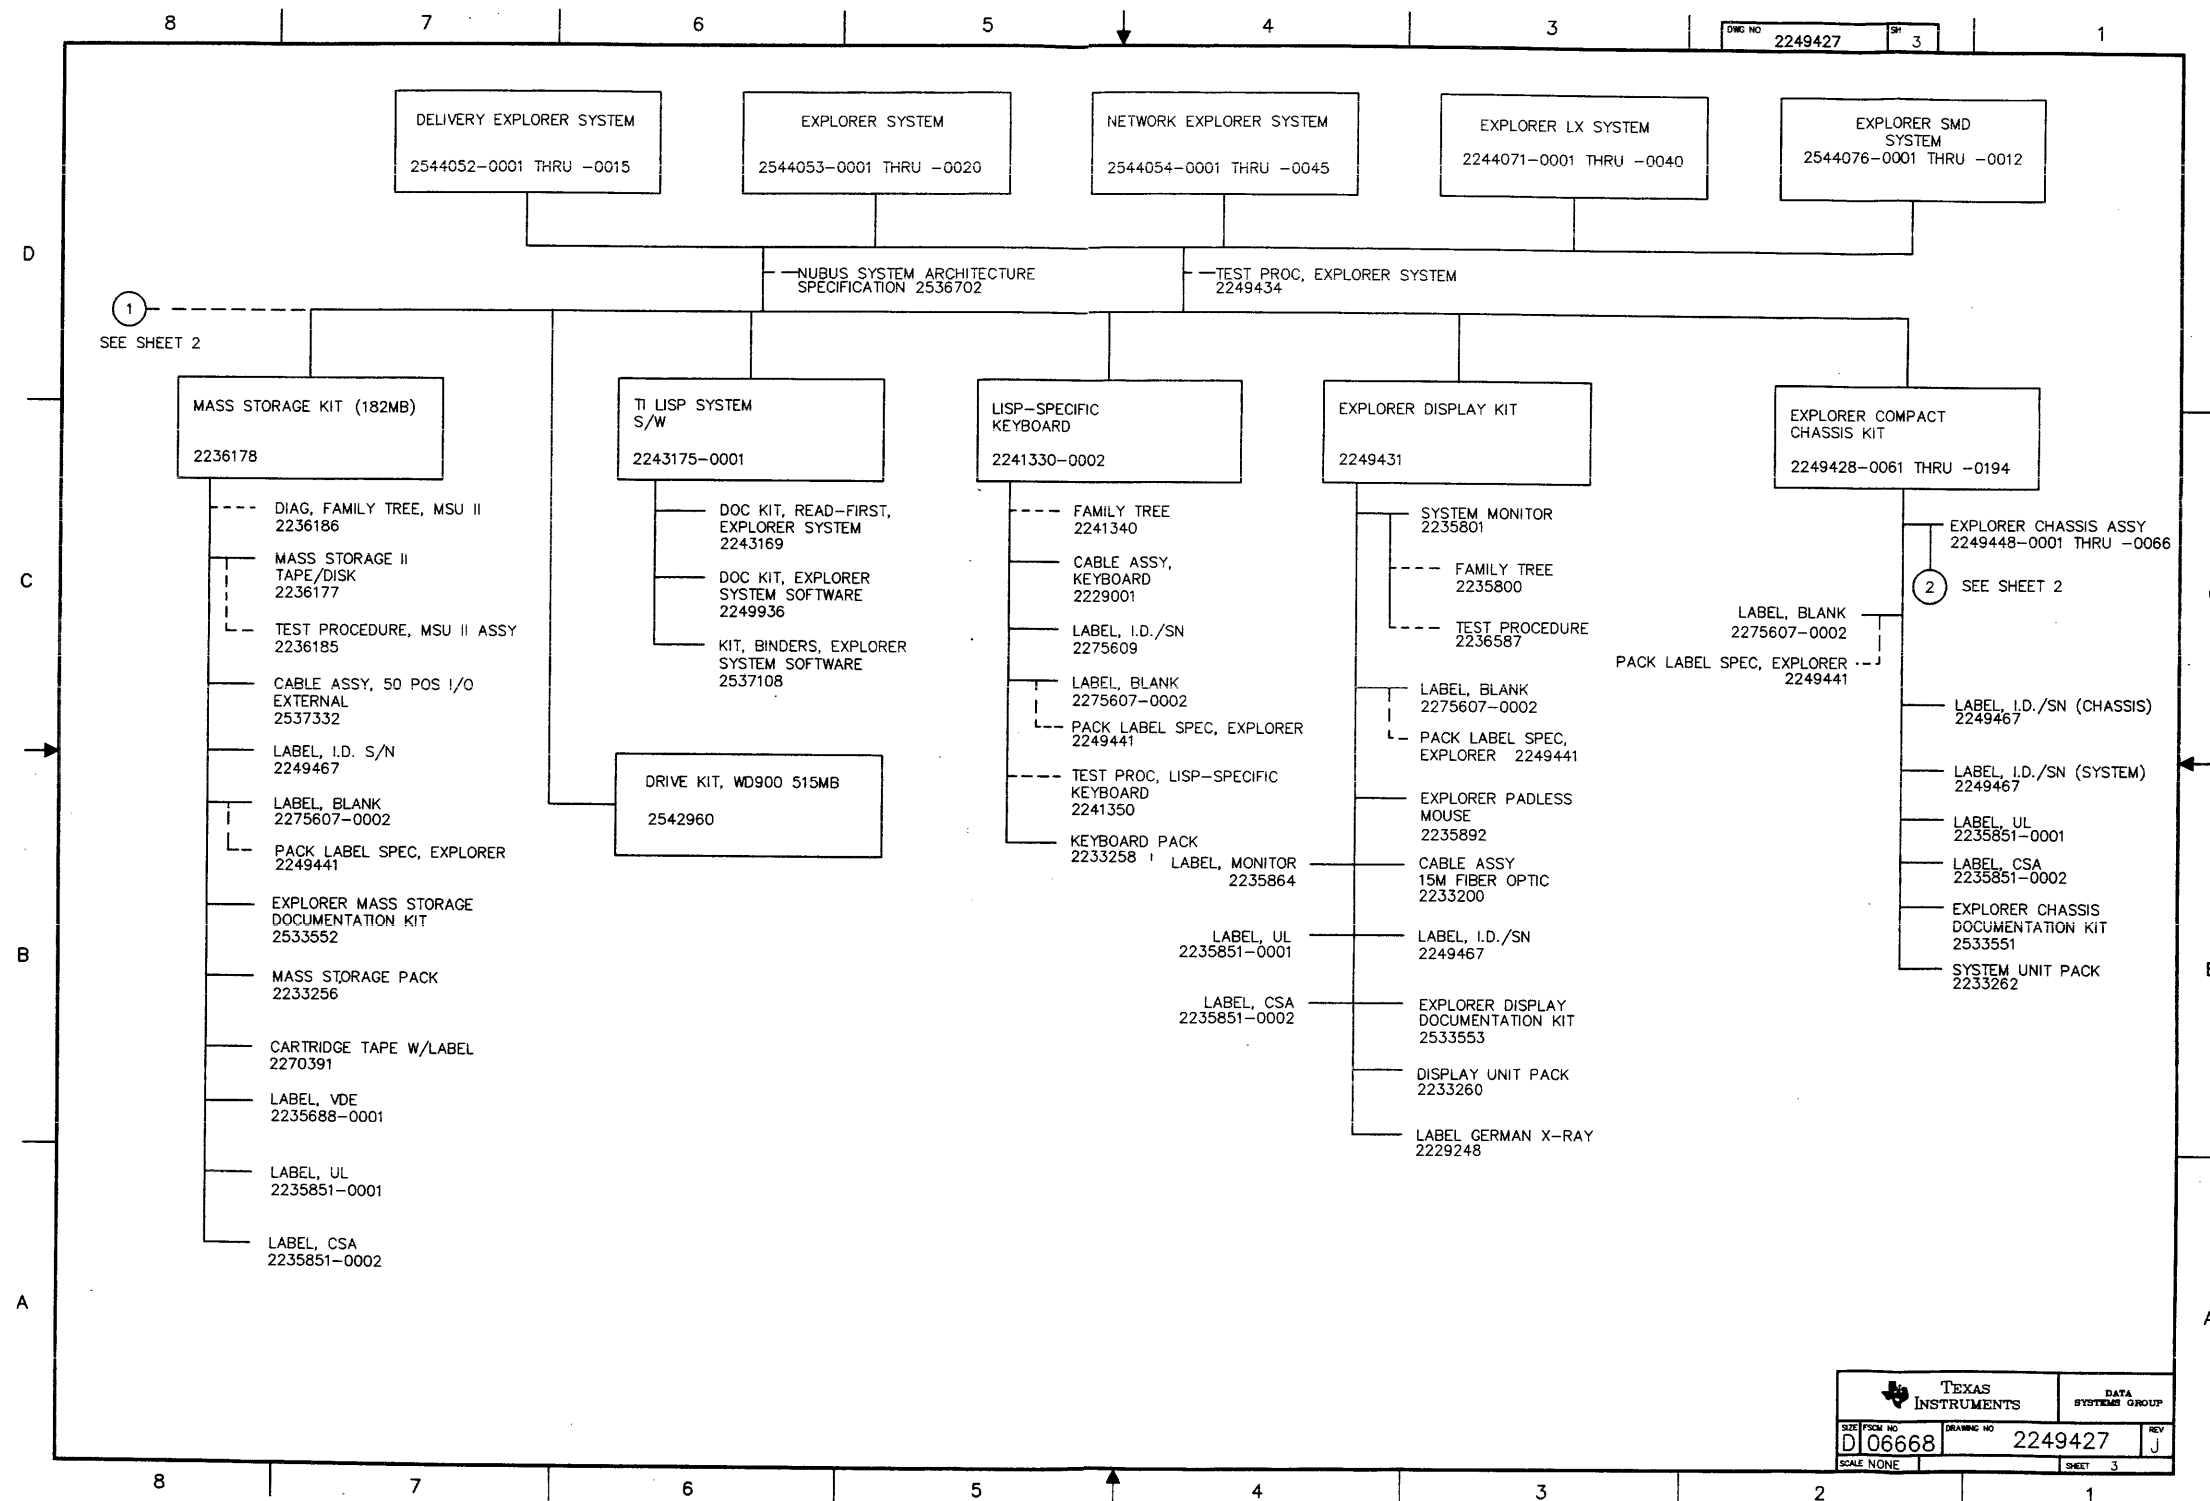 8 7 6 5 4 3 1
DWG NO 2249427 SH 3
DELIVERY EXPLORER SYSTEM
2544052-0001 THRU -0015
EXPLORER SYSTEM
2544053-0001 THRU -0020
NETWORK EXPLORER SYSTEM
2544054-0001 THRU -0045
EXPLORER LX SYSTEM
2244071-0001 THRU -0040
EXPLORER SMD
SYSTEM
2544076-0001 THRU -0012
D
NUBUS SYSTEM ARCHITECTURE
SPECIFICATION 2536702
TEST PROC, EXPLORER SYSTEM
2249434
1
SEE SHEET 2
MASS STORAGE KIT (182MB)
2236178
DIAG, FAMILY TREE, MSU II
2236186
MASS STORAGE II
TAPE/DISK
2236177
TEST PROCEDURE, MSU II ASSY
2236185
CABLE ASSY, 50 POS I/O
EXTERNAL
2537332
LABEL, I.D. S/N
2249467
LABEL, BLANK
2275607-0002
PACK LABEL SPEC, EXPLORER
2249441
EXPLORER MASS STORAGE
DOCUMENTATION KIT
2533552
MASS STORAGE PACK
2233256
CARTRIDGE TAPE W/LABEL
2270391
LABEL, VDE
2235688-0001
LABEL, UL
2235851-0001
LABEL, CSA
2235851-0002
TI LISP SYSTEM
S/W
2243175-0001
DOC KIT, READ-FIRST,
EXPLORER SYSTEM
2243169
DOC KIT, EXPLORER
SYSTEM SOFTWARE
2249936
KIT, BINDERS, EXPLORER
SYSTEM SOFTWARE
2537108
DRIVE KIT, WD900 515MB
2542960
LISP-SPECIFIC
KEYBOARD
2241330-0002
FAMILY TREE
2241340
CABLE ASSY,
KEYBOARD
2229001
LABEL, I.D./SN
2275609
LABEL, BLANK
2275607-0002
PACK LABEL SPEC, EXPLORER
2249441
TEST PROC, LISP-SPECIFIC
KEYBOARD
2241350
KEYBOARD PACK
2233258
EXPLORER DISPLAY KIT
2249431
SYSTEM MONITOR
2235801
FAMILY TREE
2235800
TEST PROCEDURE
2236587
LABEL, BLANK
2275607-0002
PACK LABEL SPEC,
EXPLORER 2249441
EXPLORER PADLESS
MOUSE
2235892
LABEL, MONITOR
2235864
CABLE ASSY
15M FIBER OPTIC
2233200
LABEL, UL
2235851-0001
LABEL, I.D./SN
2249467
LABEL, CSA
2235851-0002
EXPLORER DISPLAY
DOCUMENTATION KIT
2533553
DISPLAY UNIT PACK
2233260
LABEL GERMAN X-RAY
2229248
EXPLORER COMPACT
CHASSIS KIT
2249428-0061 THRU -0194
EXPLORER CHASSIS ASSY
2249448-0001 THRU -0066
2 SEE SHEET 2
LABEL, BLANK
2275607-0002
PACK LABEL SPEC, EXPLORER
2249441
LABEL, I.D./SN (CHASSIS)
2249467
LABEL, I.D./SN (SYSTEM)
2249467
LABEL, UL
2235851-0001
LABEL, CSA
2235851-0002
EXPLORER CHASSIS
DOCUMENTATION KIT
2533551
SYSTEM UNIT PACK
2233262
C
B
A
TEXAS
INSTRUMENTS
DATA
SYSTEMS GROUP
SIZE D FSCM NO 06668 DRAWING NO 2249427 REV J
SCALE NONE SHEET 3
8 7 6 5 4 3 2 1